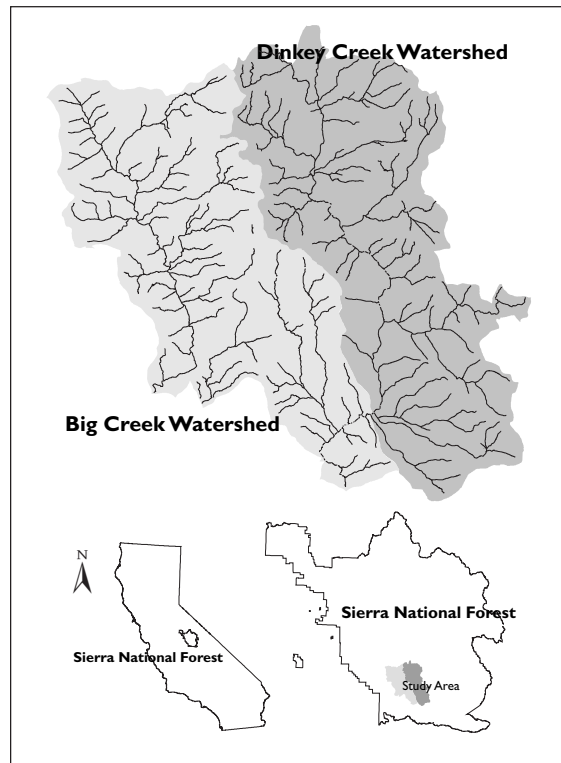 Dinkey Creek Watershed
Big Creek Watershed
N
Sierra National Forest
Sierra National Forest
Study Area